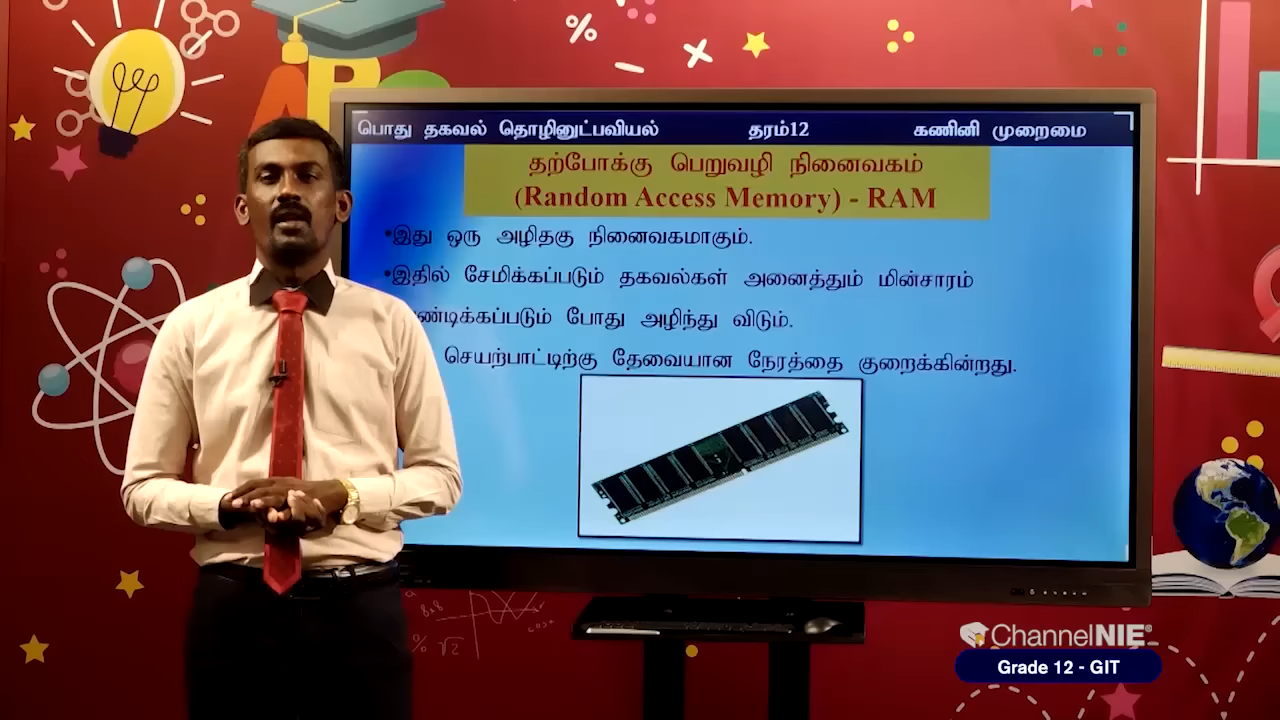 பொது தகவல் தொழினுட்பவியல் தரம்12 கணினி முறைமை
தற்போக்கு பெறுவழி நினைவகம்
(Random Access Memory) - RAM
•இது ஒரு அழிதகு நினைவகமாகும்.
•இதில் சேமிக்கப்படும் தகவல்கள் அனைத்தும் மின்சாரம்
போது அழிந்து விடும்.
செயற்பாட்டிற்கு தேவையான நேரத்தை குறைக்கின்றது.
ChannelNIE®
Grade 12 - GIT